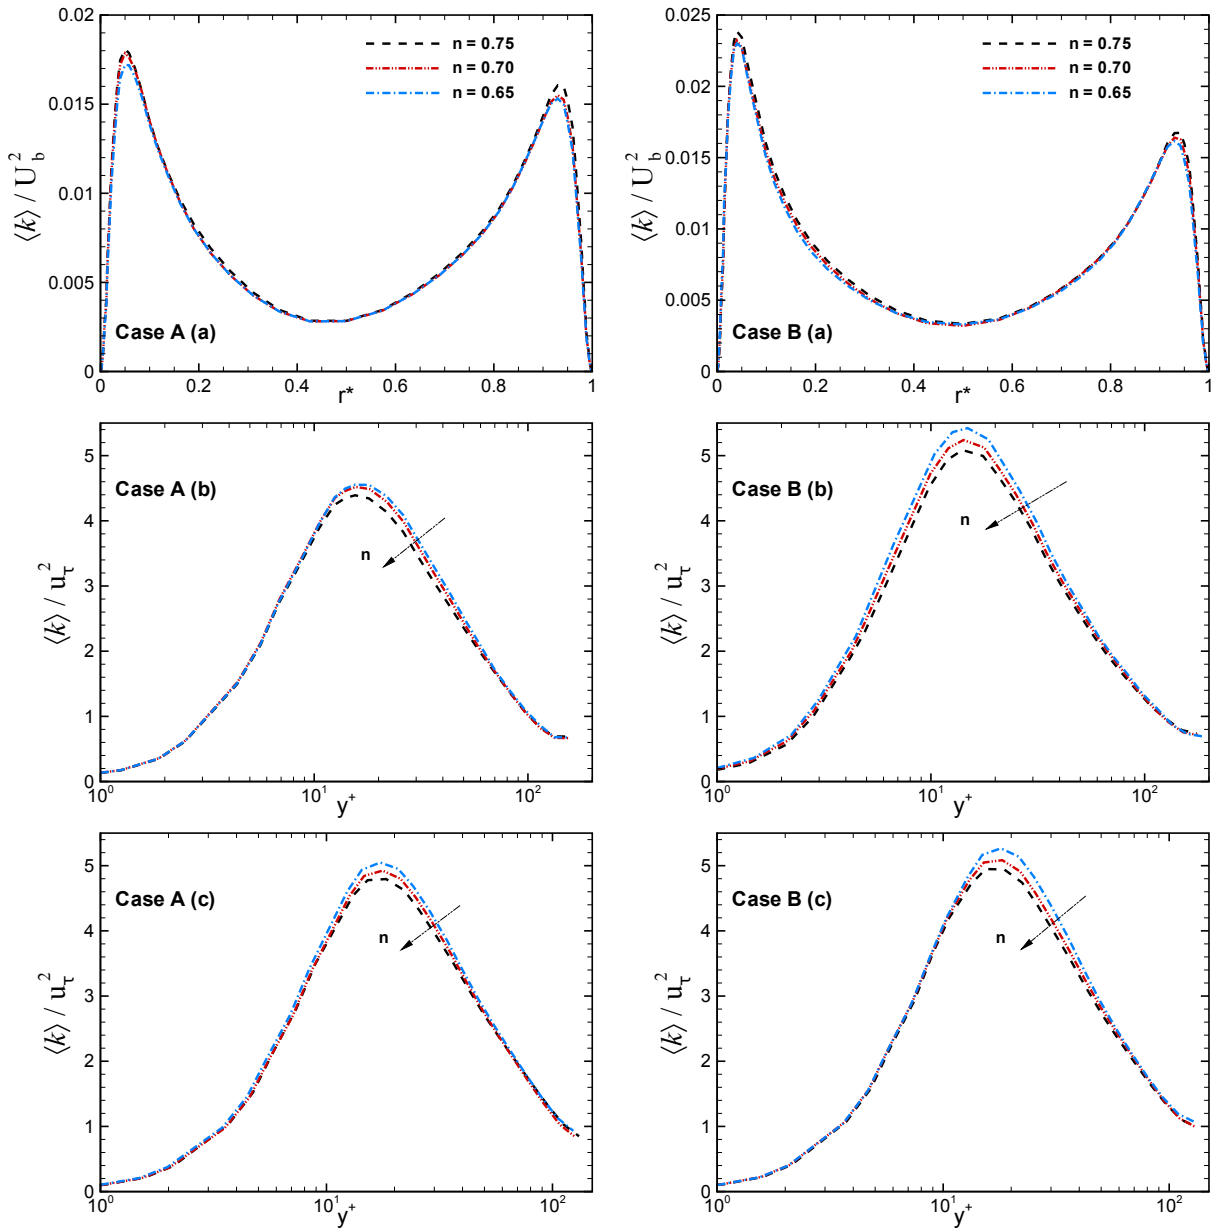 0.02
0.015
0.01
0.005
0
⟨k⟩ / U_b^2
n = 0.75
n = 0.70
n = 0.65
Case A (a)
0 0.2 0.4 0.6 0.8 1
r*
0.025
0.02
0.015
0.01
0.005
0
⟨k⟩ / U_b^2
n = 0.75
n = 0.70
n = 0.65
Case B (a)
0 0.2 0.4 0.6 0.8 1
r*
5
4
3
2
1
0
⟨k⟩ / u_τ^2
Case A (b)
n
10^0 10^1 10^2
y^+
5
4
3
2
1
0
⟨k⟩ / u_τ^2
Case B (b)
n
10^0 10^1 10^2
y^+
5
4
3
2
1
0
⟨k⟩ / u_τ^2
Case A (c)
n
10^0 10^1 10^2
y^+
5
4
3
2
1
0
⟨k⟩ / u_τ^2
Case B (c)
n
10^0 10^1 10^2
y^+